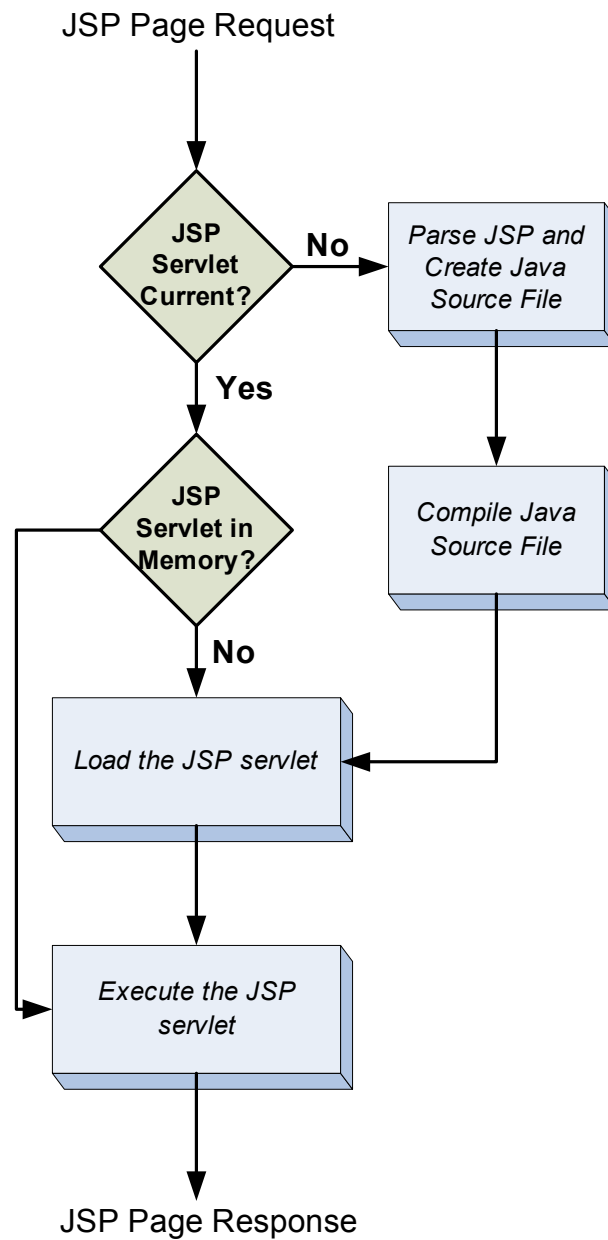 JSP Page Request
JSP
Servlet
Current?
No
Parse JSP and
Create Java
Source File
Yes
JSP
Servlet in
Memory?
Compile Java
Source File
No
Load the JSP servlet
Execute the JSP
servlet
JSP Page Response